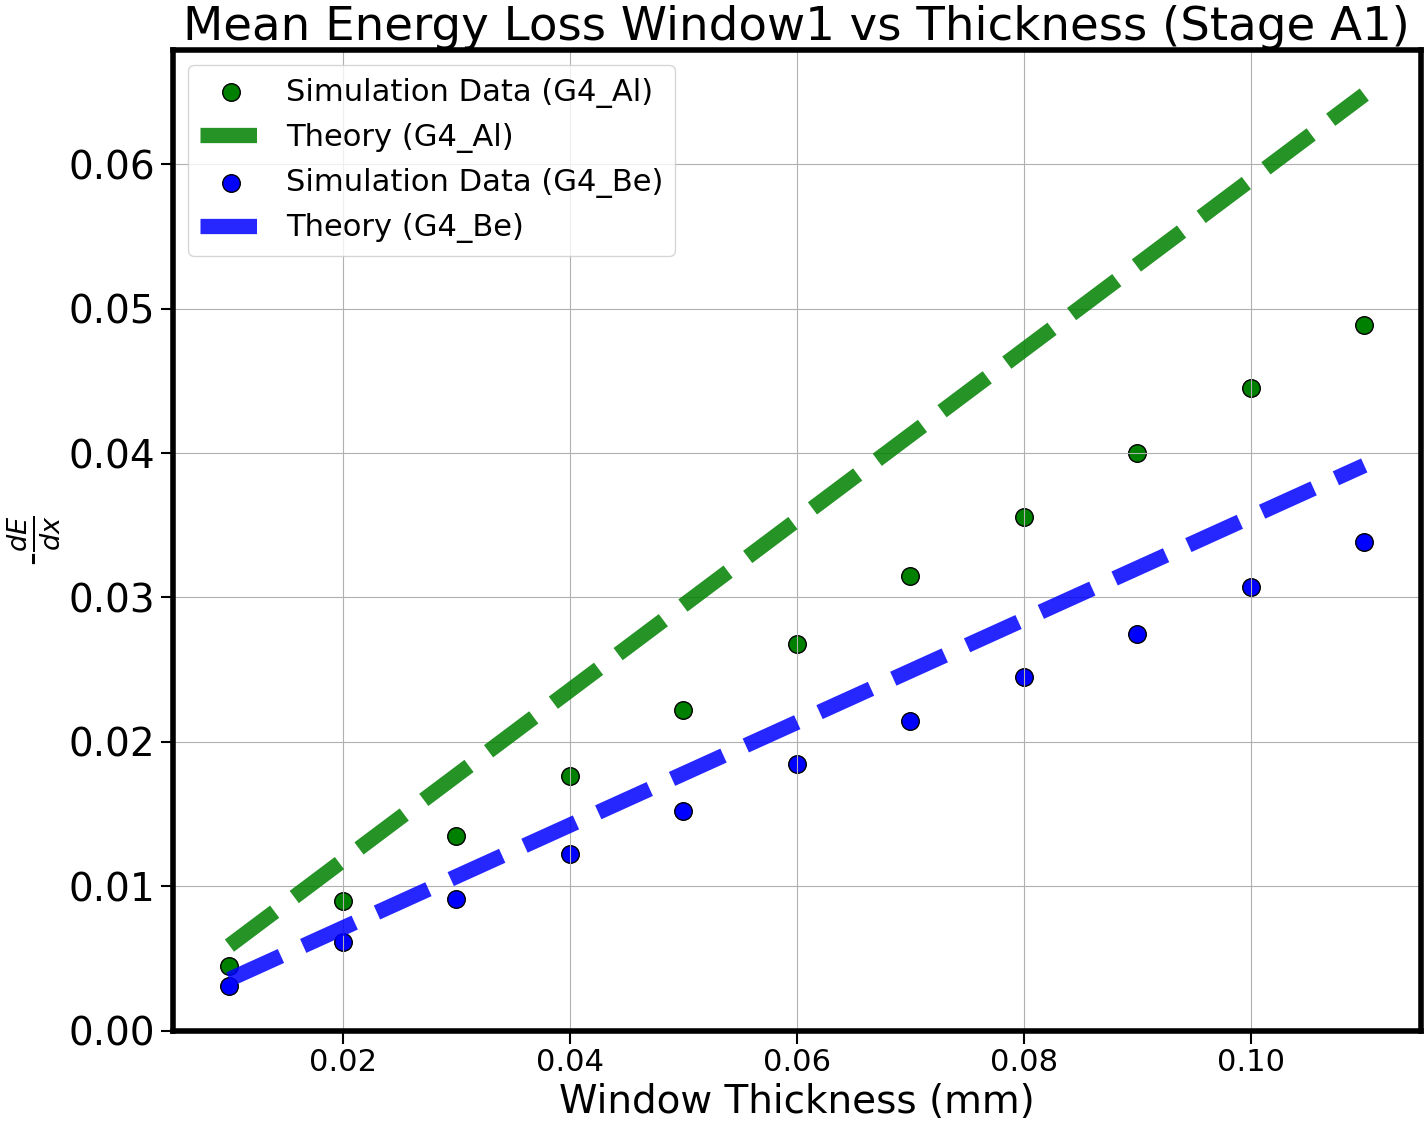 Mean Energy Loss Window1 vs Thickness (Stage A1)
Simulation Data (G4_Al)
Theory (G4_Al)
Simulation Data (G4_Be)
Theory (G4_Be)
0.06
0.05
0.04
0.03
0.02
0.01
0.00
-dE/dx
0.02 0.04 0.06 0.08 0.10
Window Thickness (mm)